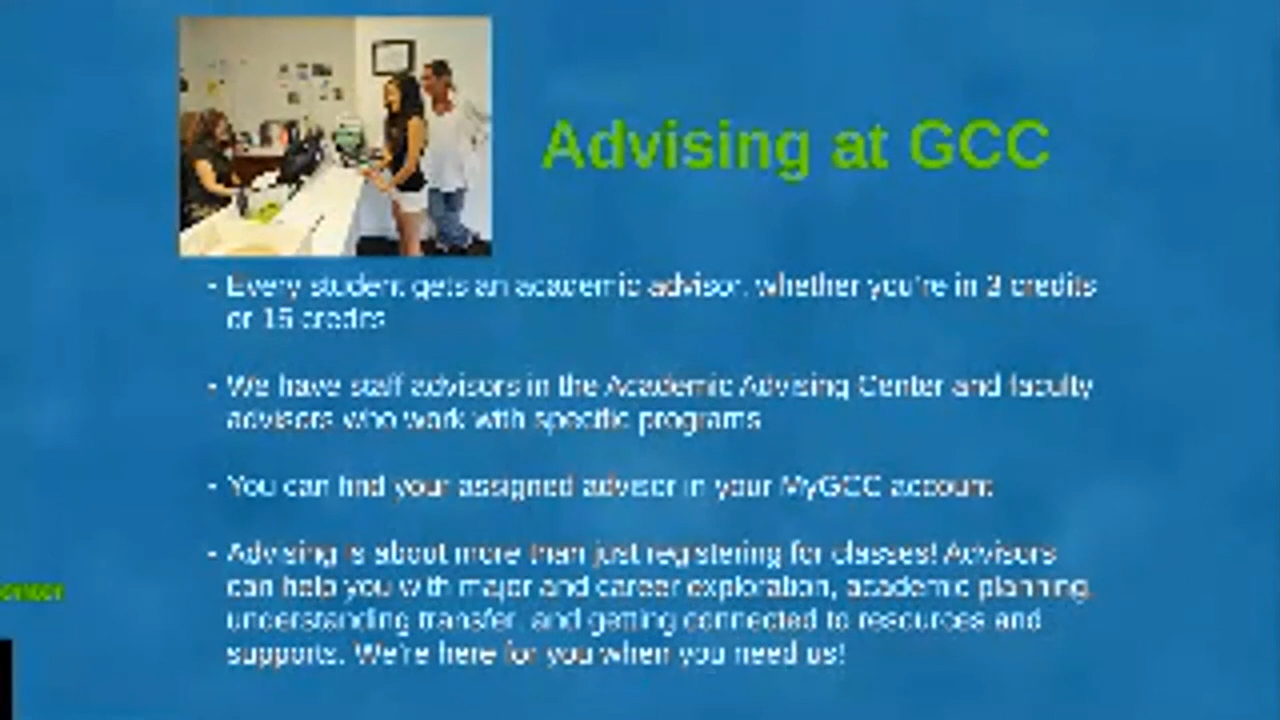 Advising at GCC
- Every student gets an academic advisor, whether you're in 3 credits
or 15 credits
- We have staff advisors in the Academic Advising Center and faculty
advisors who work with specific programs
- You can find your assigned advisor in your MyGCC account
- Advising is about more than just registering for classes! Advisors
can help you with major and career exploration, academic planning,
understanding transfer, and getting connected to resources and
supports. We're here for you when you need us!